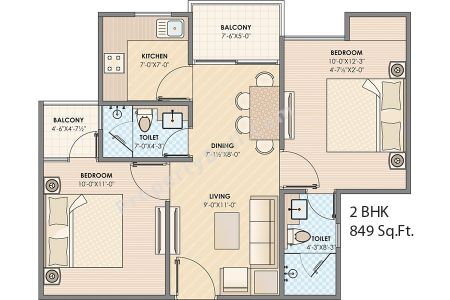 BALCONY
7'-6"X5'-0"
KITCHEN
7'-0"X7'-0"
BEDROOM
10'-0"X12'-3"
4'-7½"X2'-0"
BALCONY
4'-6"X4'-7½"
TOILET
7'-0"X4'-3"
DINING
7'-1½"X8'-0"
BEDROOM
10'-0"X11'-0"
LIVING
9'-0"X11'-0"
TOILET
4'-3"X8'-3"
2 BHK
849 Sq.Ft.